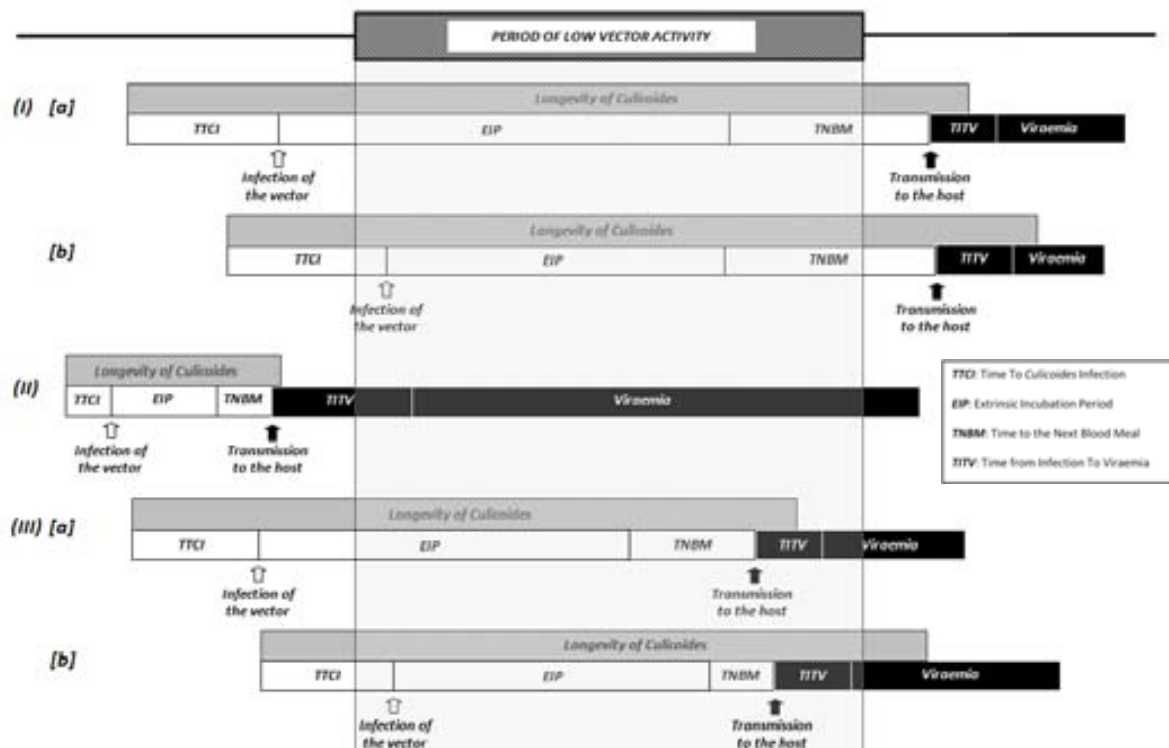 PERIOD OF LOW VECTOR ACTIVITY
(I) [a]
Longevity of Culicoides
TTCI EIP TNBM TITV Viraemia
Infection of
the vector
Transmission
to the host
[b]
Longevity of Culicoides
TTCI EIP TNBM TITV Viraemia
Infection of
the vector
Transmission
to the host
(II)
Longevity of Culicoides
TTCI EIP TNBM TITV Viraemia
Infection of
the vector
Transmission
to the host
TTCI: Time To Culicoides Infection
EIP: Extrinsic Incubation Period
TNBM: Time to the Next Blood Meal
TITV: Time from Infection To Viraemia
(III) [a]
Longevity of Culicoides
TTCI EIP TNBM TITV Viraemia
Infection of
the vector
Transmission
to the host
[b]
Longevity of Culicoides
TTCI EIP TNBM TITV Viraemia
Infection of
the vector
Transmission
to the host